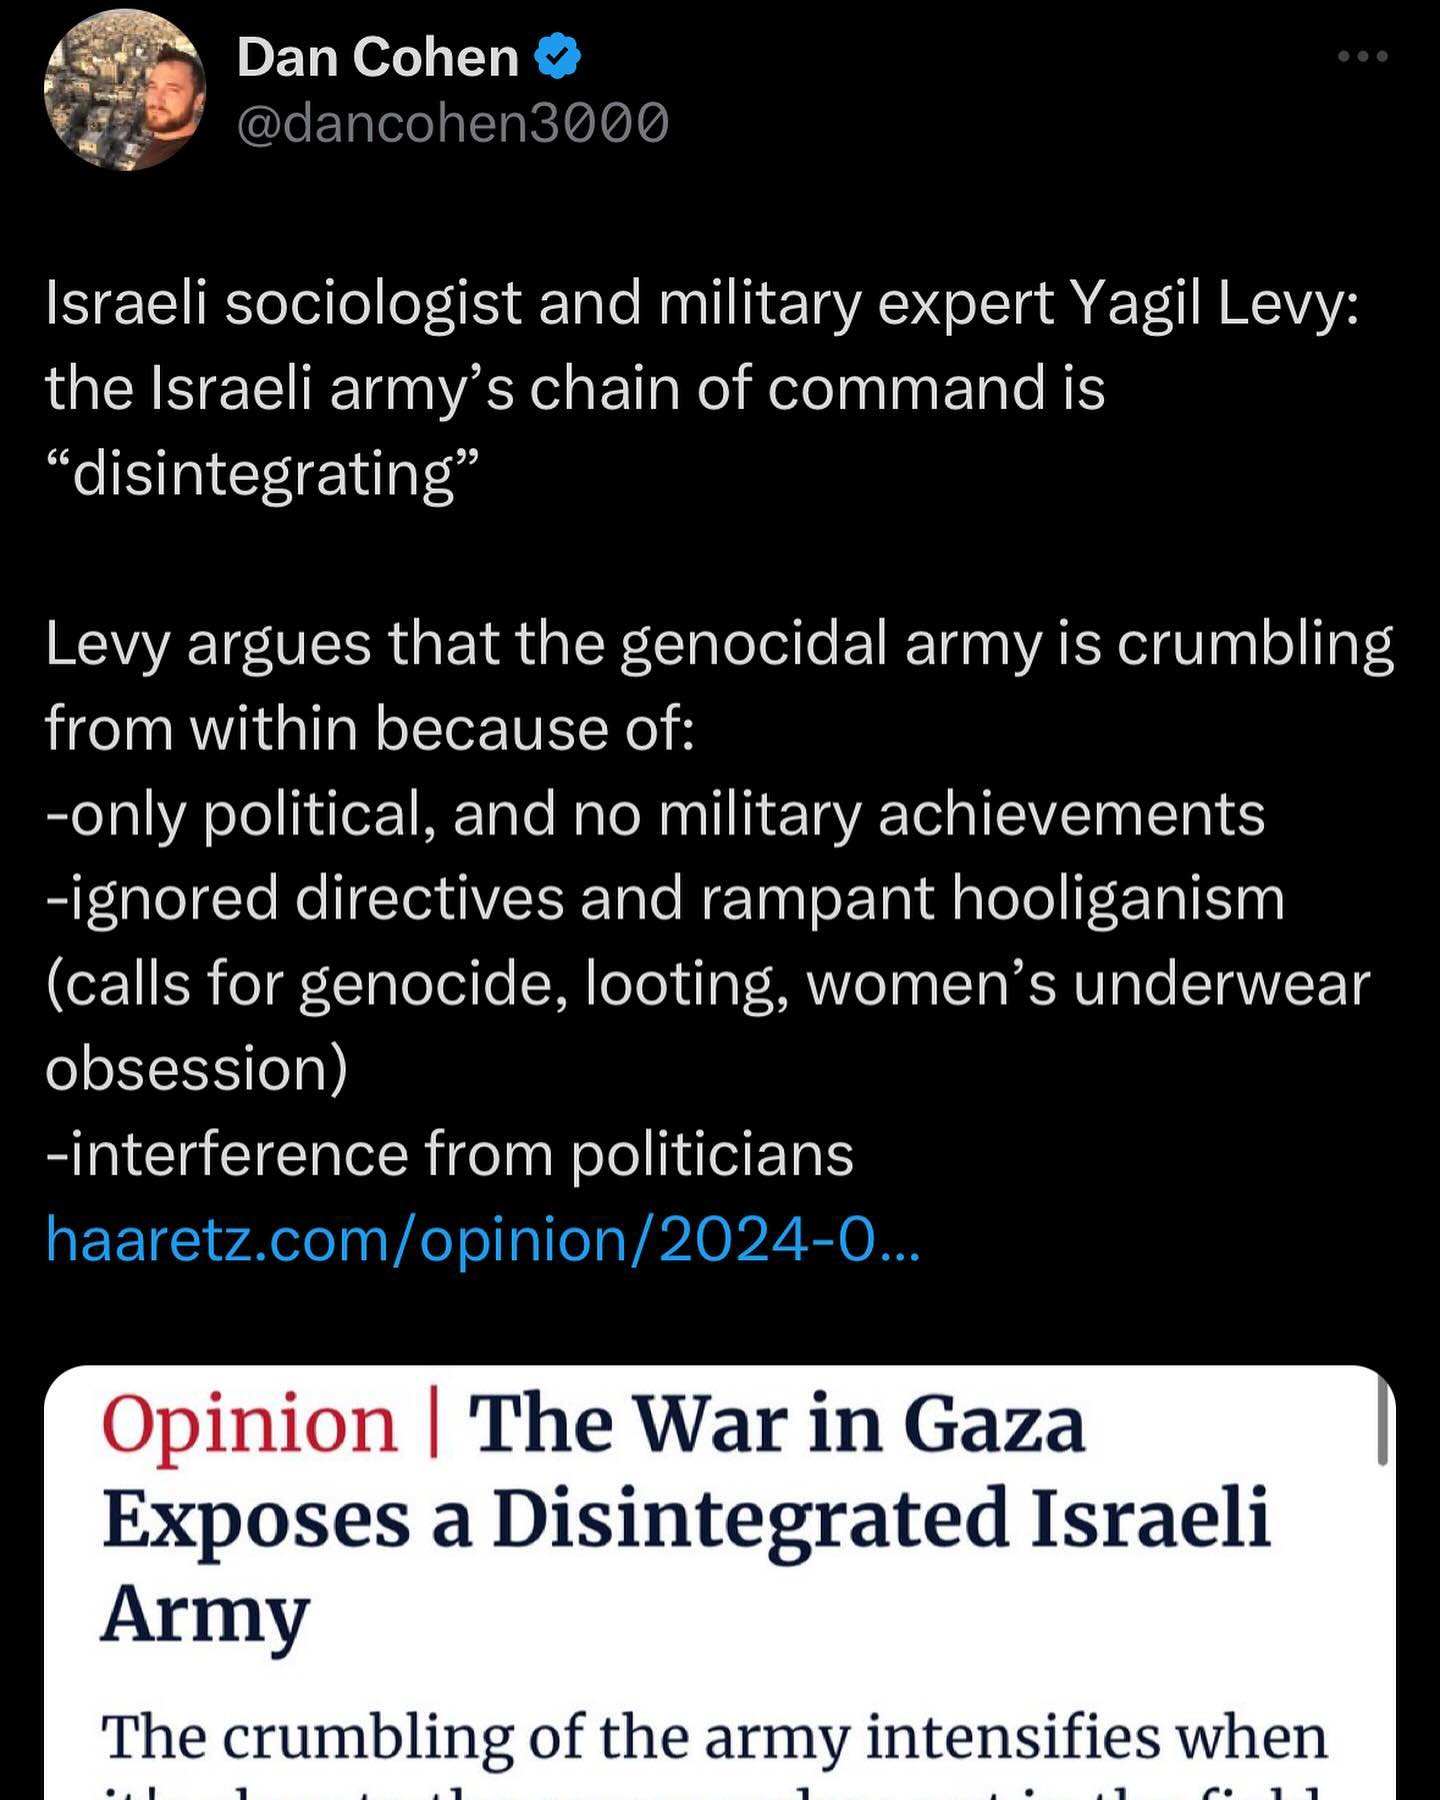 Dan Cohen
@dancohen3000
Israeli sociologist and military expert Yagil Levy:
the Israeli army’s chain of command is
“disintegrating”
Levy argues that the genocidal army is crumbling
from within because of:
-only political, and no military achievements
-ignored directives and rampant hooliganism
(calls for genocide, looting, women’s underwear
obsession)
-interference from politicians
haaretz.com/opinion/2024-0…
Opinion | The War in Gaza
Exposes a Disintegrated Israeli
Army
The crumbling of the army intensifies when